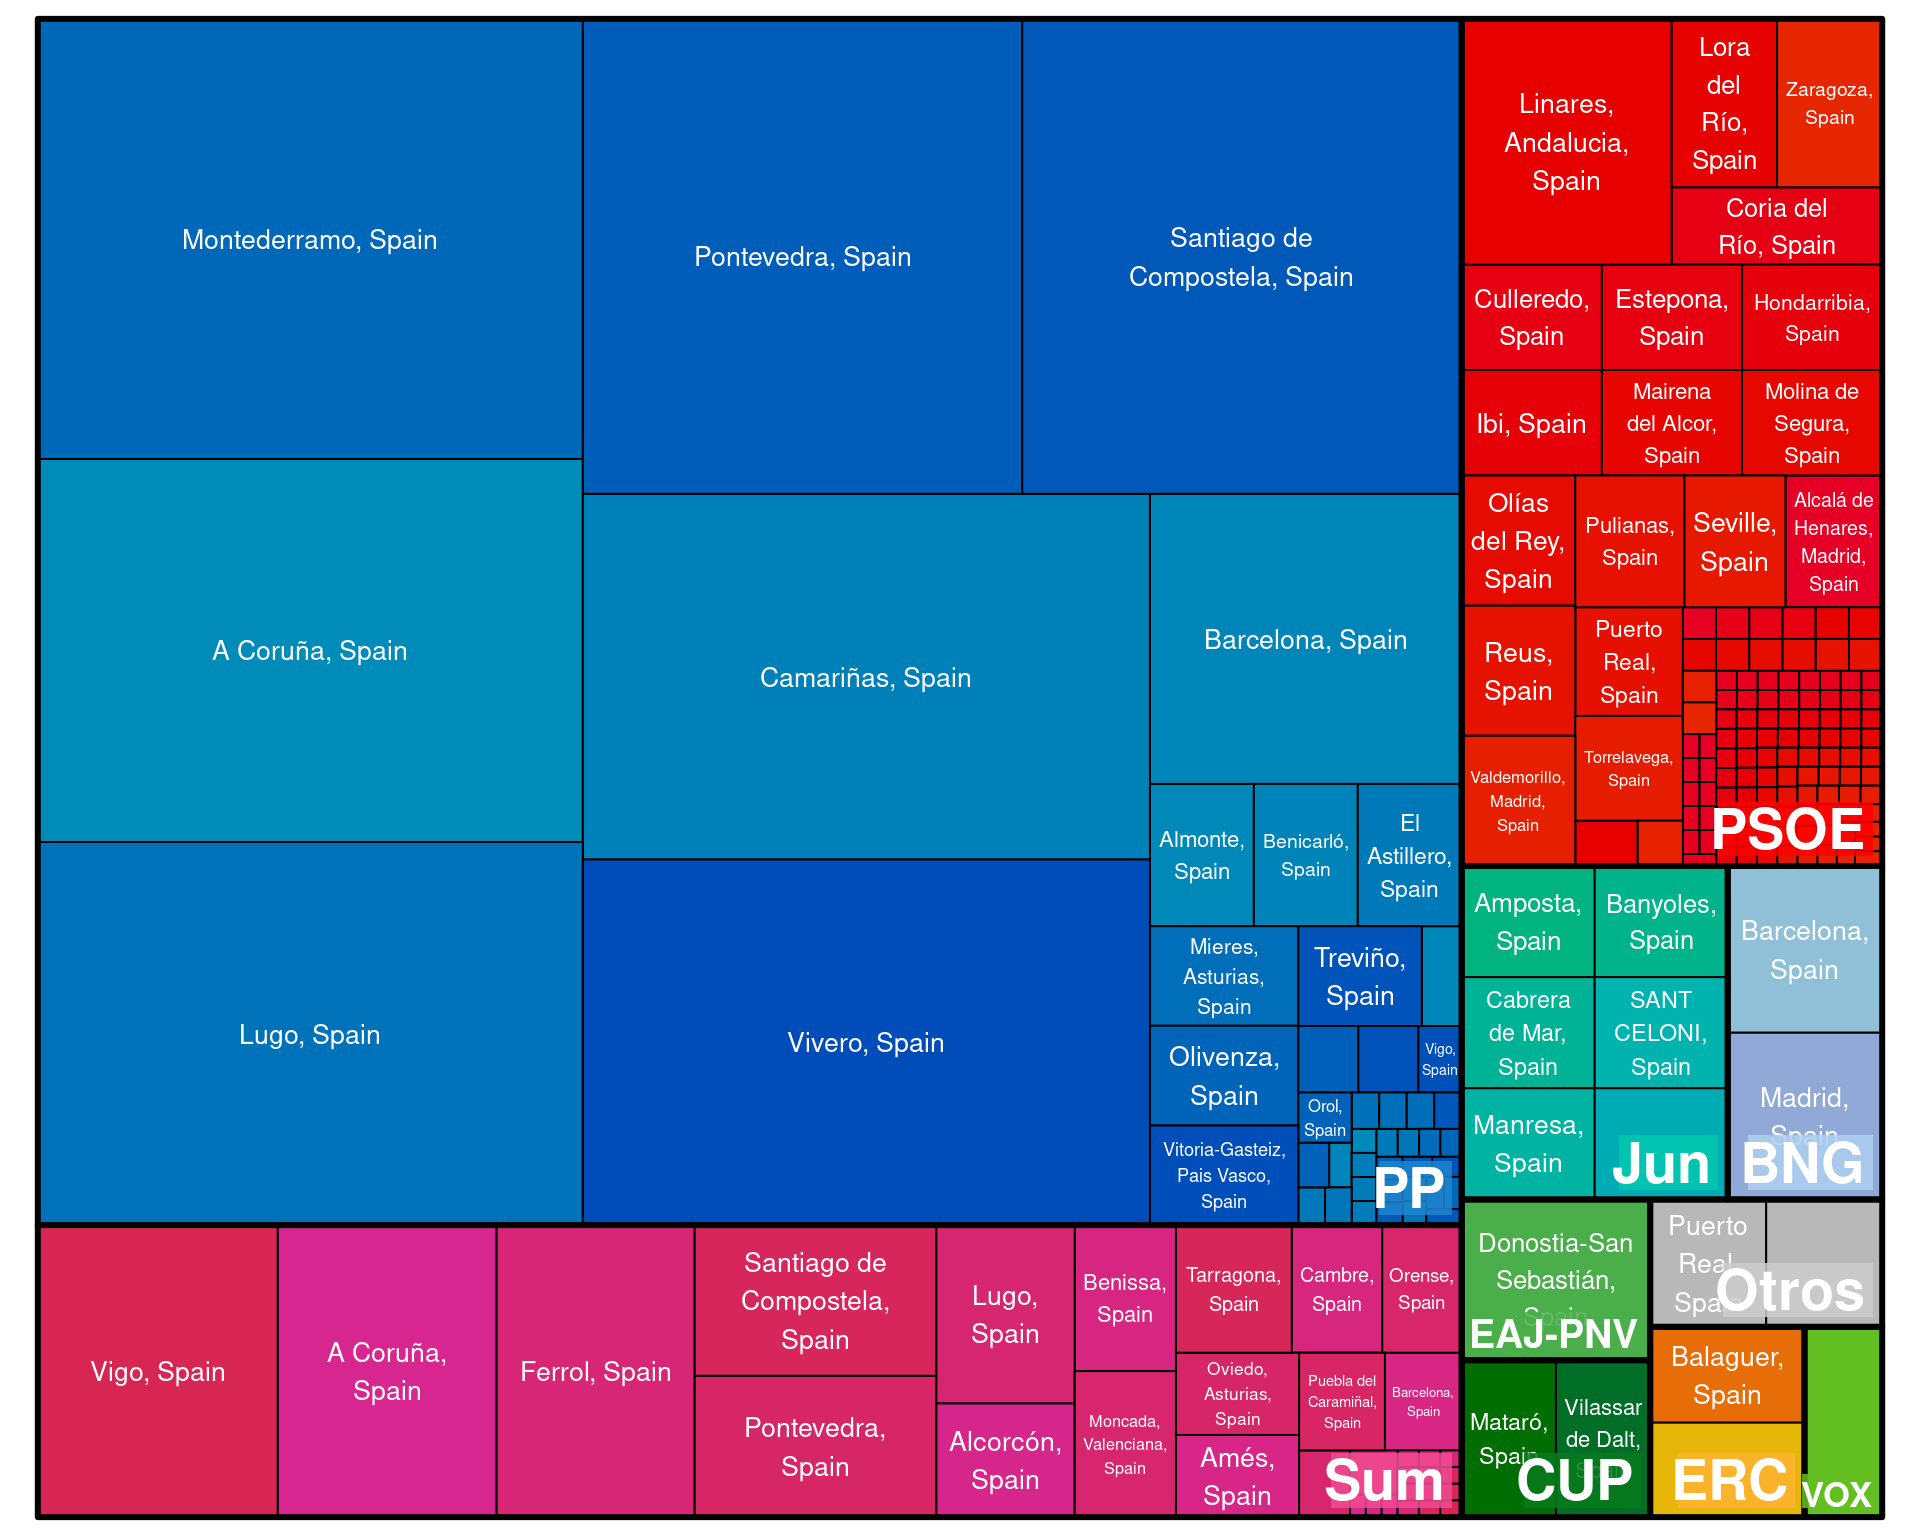 Montederramo, Spain
Pontevedra, Spain
Santiago de
Compostela, Spain
A Coruña, Spain
Camariñas, Spain
Barcelona, Spain
Lugo, Spain
Vivero, Spain
Almonte,
Spain
Benicarló,
Spain
El
Astillero,
Spain
Mieres,
Asturias,
Spain
Treviño,
Spain
Olivenza,
Spain
Vigo,
Spain
Orol,
Spain
Vitoria-Gasteiz,
Pais Vasco,
Spain
PP
Linares,
Andalucia,
Spain
Lora
del
Río,
Spain
Zaragoza,
Spain
Coria del
Río, Spain
Culleredo,
Spain
Estepona,
Spain
Hondarribia,
Spain
Ibi, Spain
Mairena
del Alcor,
Spain
Molina de
Segura,
Spain
Olías
del Rey,
Spain
Pulianas,
Spain
Seville,
Spain
Alcalá de
Henares,
Madrid,
Spain
Reus,
Spain
Puerto
Real,
Spain
Valdemorillo,
Madrid,
Spain
Torrelavega,
Spain
PSOE
Amposta,
Spain
Banyoles,
Spain
Cabrera
de Mar,
Spain
SANT
CELONI,
Spain
Manresa,
Spain
Jun
Barcelona,
Spain
Madrid,
Spain
BNG
Vigo, Spain
A Coruña,
Spain
Ferrol, Spain
Santiago de
Compostela,
Spain
Pontevedra,
Spain
Lugo,
Spain
Alcorcón,
Spain
Benissa,
Spain
Moncada,
Valenciana,
Spain
Tarragona,
Spain
Cambre,
Spain
Orense,
Spain
Oviedo,
Asturias,
Spain
Puebla del
Caramiñal,
Spain
Barcelona,
Spain
Amés,
Spain
Sum
Donostia-San
Sebastián,
Spain
EAJ-PNV
Puerto
Real,
Spain
Otros
Mataró,
Spain
Vilassar
de Dalt,
Spain
CUP
Balaguer,
Spain
ERC
VOX